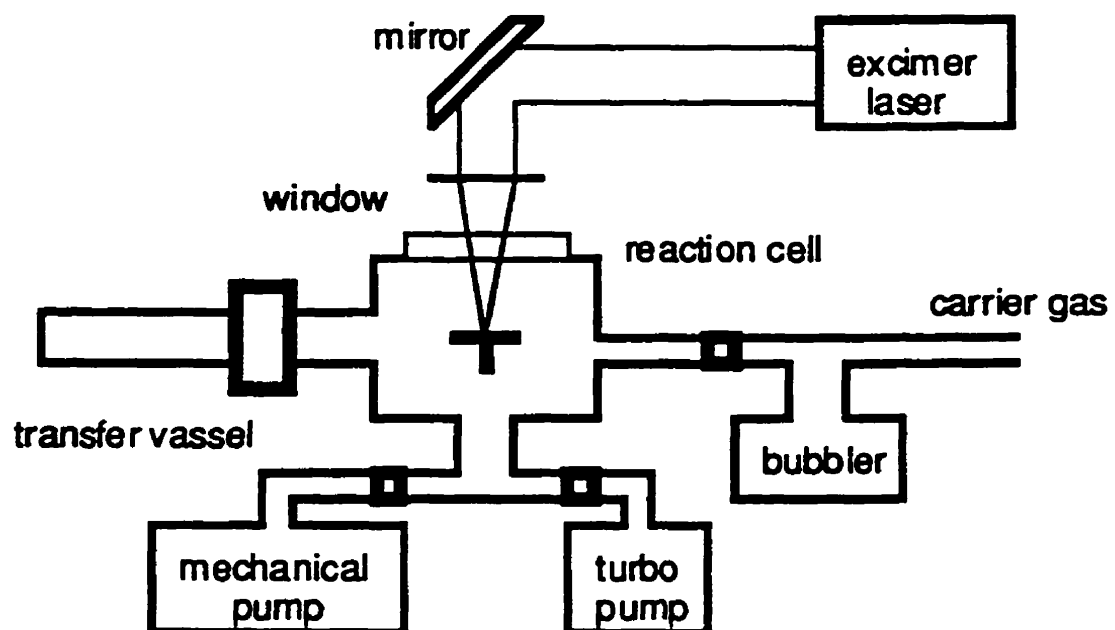 mirror
excimer
laser
window
reaction cell
carrier gas
transfer vassel
bubbler
mechanical
pump
turbo
pump